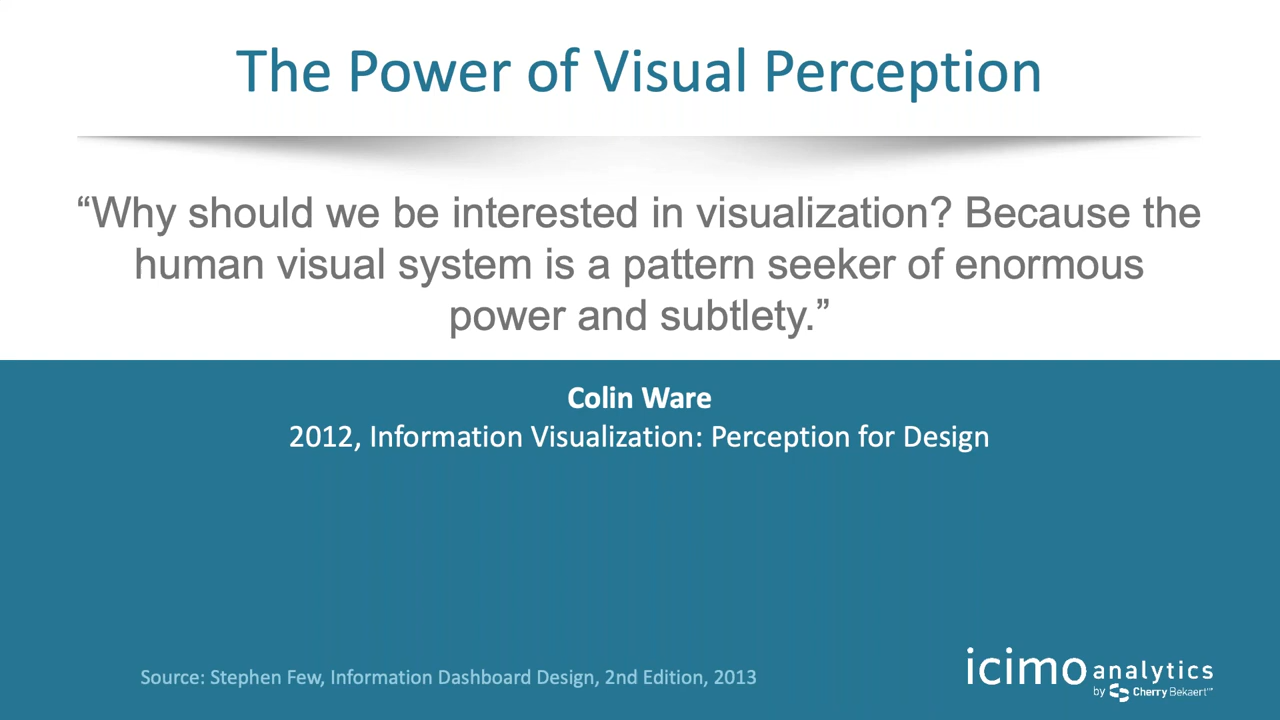 The Power of Visual Perception
“Why should we be interested in visualization? Because the
human visual system is a pattern seeker of enormous
power and subtlety.”
Colin Ware
2012, Information Visualization: Perception for Design
Source: Stephen Few, Information Dashboard Design, 2nd Edition, 2013
icimo analytics
by Cherry Bekaert